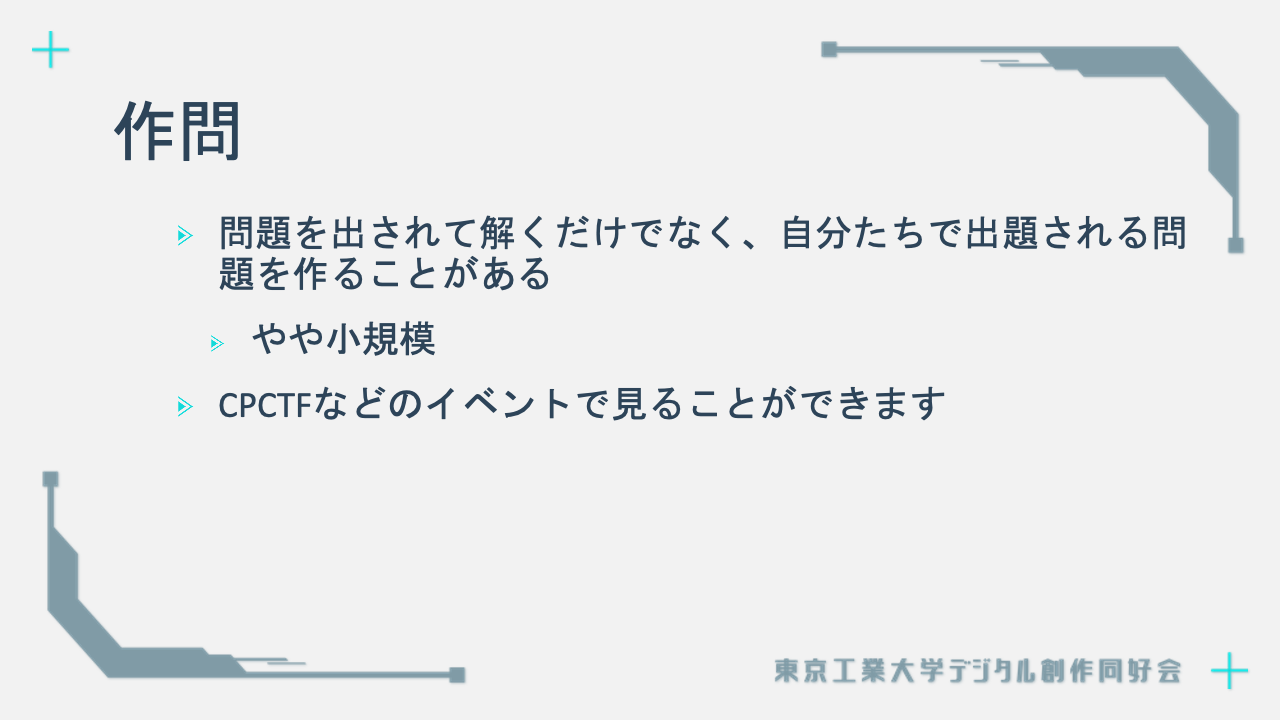 作問
問題を出されて解くだけでなく、自分たちで出題される問
題を作ることがある
やや小規模
CPCTFなどのイベントで見ることができます
東京工業大学デジタル創作同好会